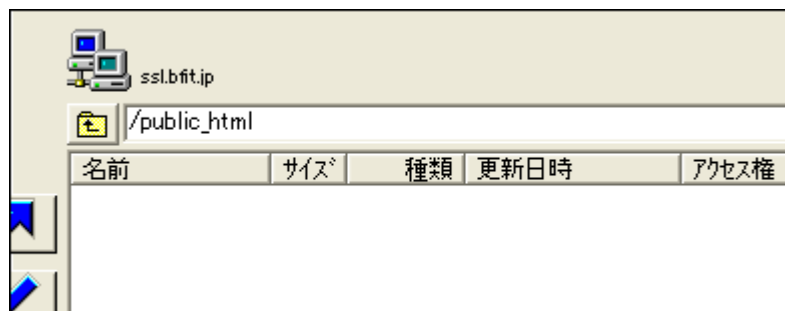 ssl.bfit.jp
/public_html
名前 ｻｲｽﾞ 種類 更新日時 ｱｸｾｽ権